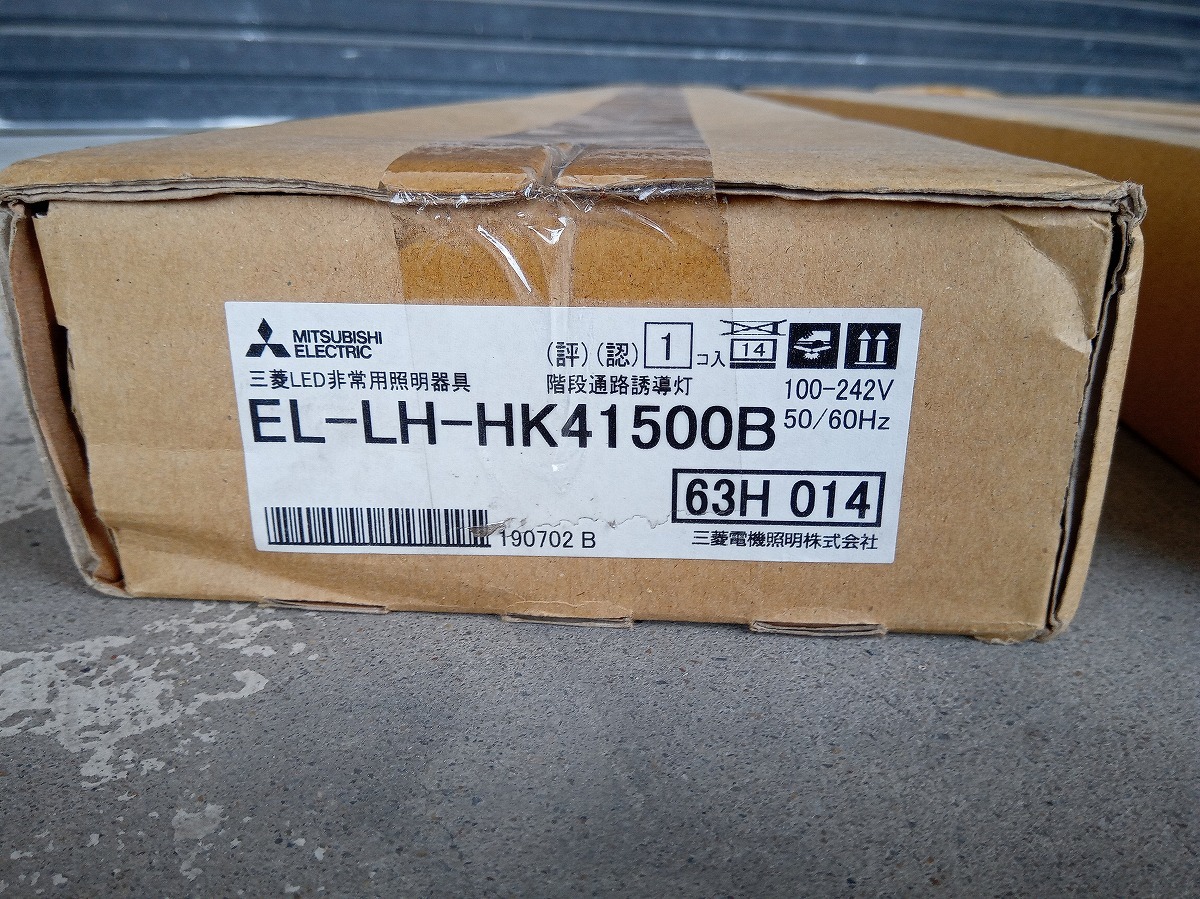 MITSUBISHI
ELECTRIC
(評)(認) 1 コ入
14
三菱LED非常用照明器具
階段通路誘導灯
100-242V
EL-LH-HK41500B
50/60Hz
63H 014
190702 B
三菱電機照明株式会社